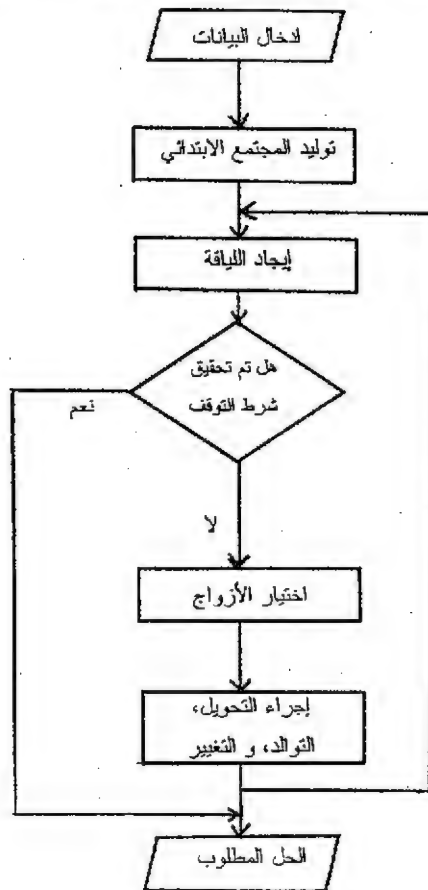 ادخال البيانات
توليد المجتمع الابتدائي
إيجاد اللياقة
هل تم تحقيق
شرط التوقف
نعم
لا
اختيار الأزواج
إجراء التحويل،
التوالد، و التغيير
الحل المطلوب